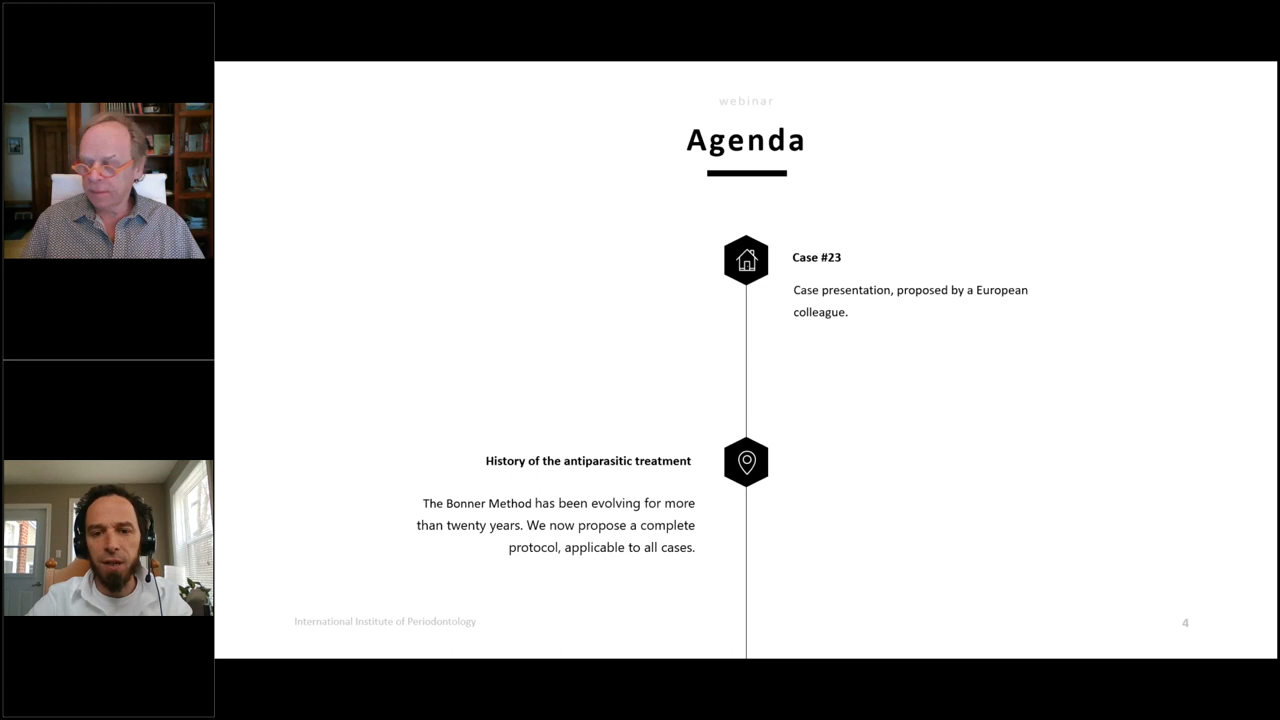 webinar
Agenda
Case #23
Case presentation, proposed by a European
colleague.
History of the antiparasitic treatment
The Bonner Method has been evolving for more
than twenty years. We now propose a complete
protocol, applicable to all cases.
International Institute of Periodontology
4